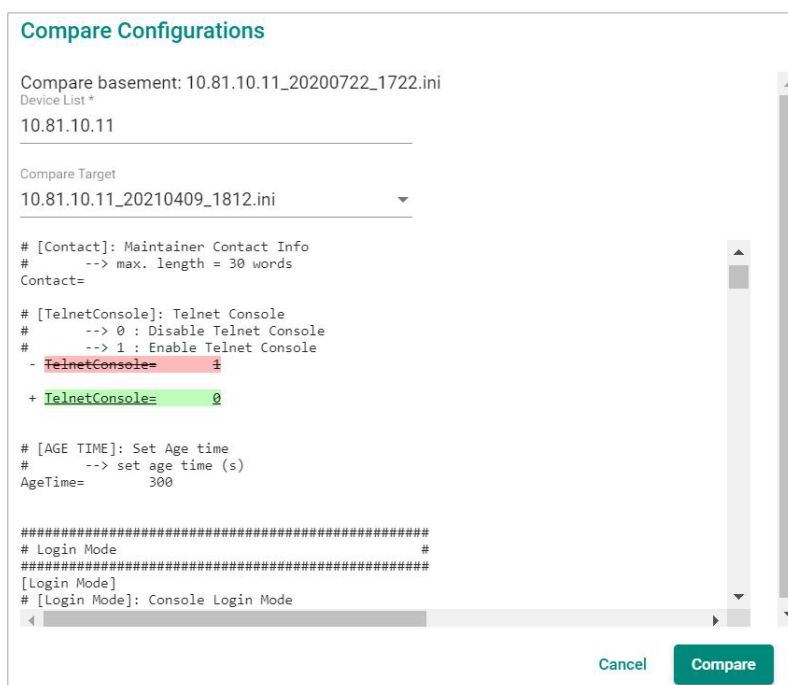 Compare Configurations
Compare basement: 10.81.10.11_20200722_1722.ini
Device List *
10.81.10.11
Compare Target
10.81.10.11_20210409_1812.ini
# [Contact]: Maintainer Contact Info
#       --> max. length = 30 words
Contact=
# [TelnetConsole]: Telnet Console
#       --> 0 : Disable Telnet Console
#       --> 1 : Enable Telnet Console
- TelnetConsole=       1
+ TelnetConsole=       0
# [AGE TIME]: Set Age time
#       --> set age time (s)
AgeTime=        300
###################################################
# Login Mode                                      #
###################################################
[Login Mode]
# [Login Mode]: Console Login Mode
Cancel
Compare